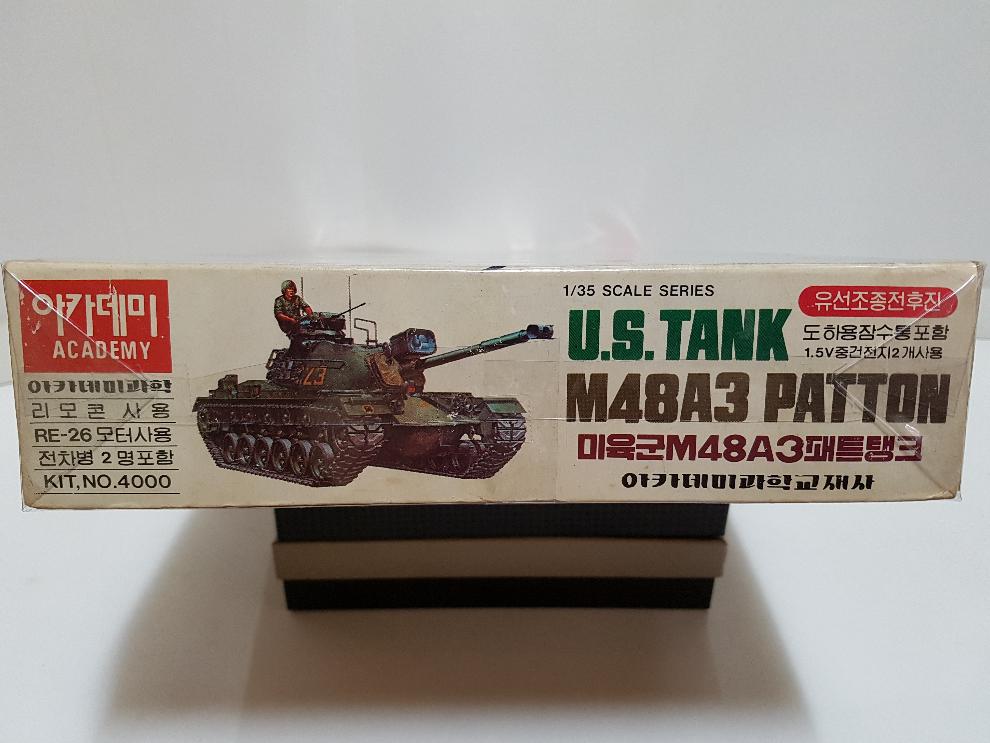 아카데미
ACADEMY
아카데미과학
리모콘 사용
RE-26 모터사용
전차병 2 명포함
KIT, NO.4000
23
1/35 SCALE SERIES
유선조종전후진
U.S. TANK
도하용잠수통포함
1.5V중건전지2개사용
M48A3 PATTON
미육군M48A3패튼탱크
아카데미과학교재사